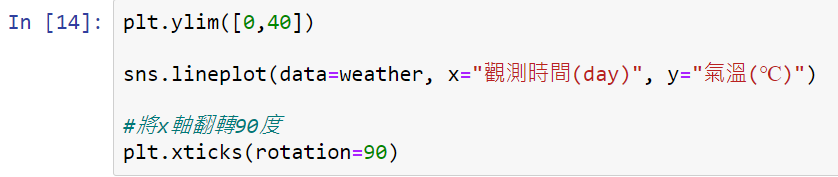 In [14]: plt.ylim([0,40])
sns.lineplot(data=weather, x="觀測時間(day)", y="氣溫(℃)")
#將x軸翻轉90度
plt.xticks(rotation=90)